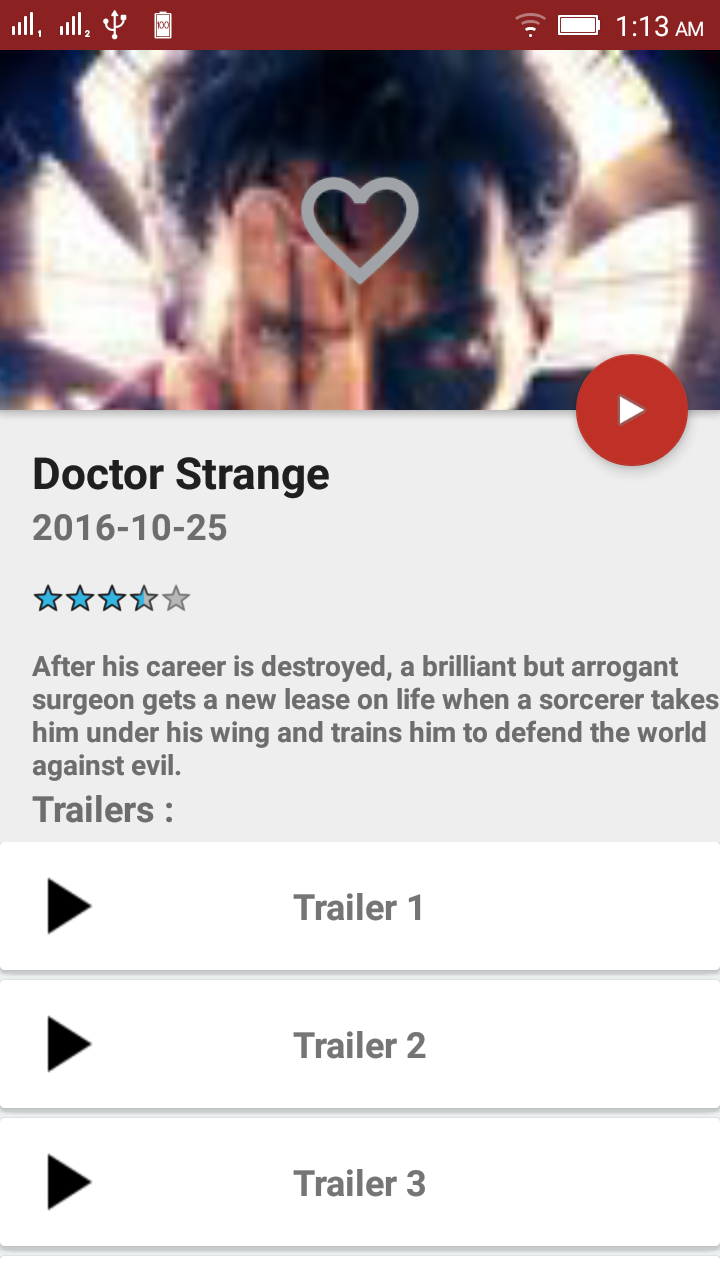 1 2 100 1:13 AM
Doctor Strange
2016-10-25
After his career is destroyed, a brilliant but arrogant
surgeon gets a new lease on life when a sorcerer takes
him under his wing and trains him to defend the world
against evil.
Trailers :
Trailer 1
Trailer 2
Trailer 3